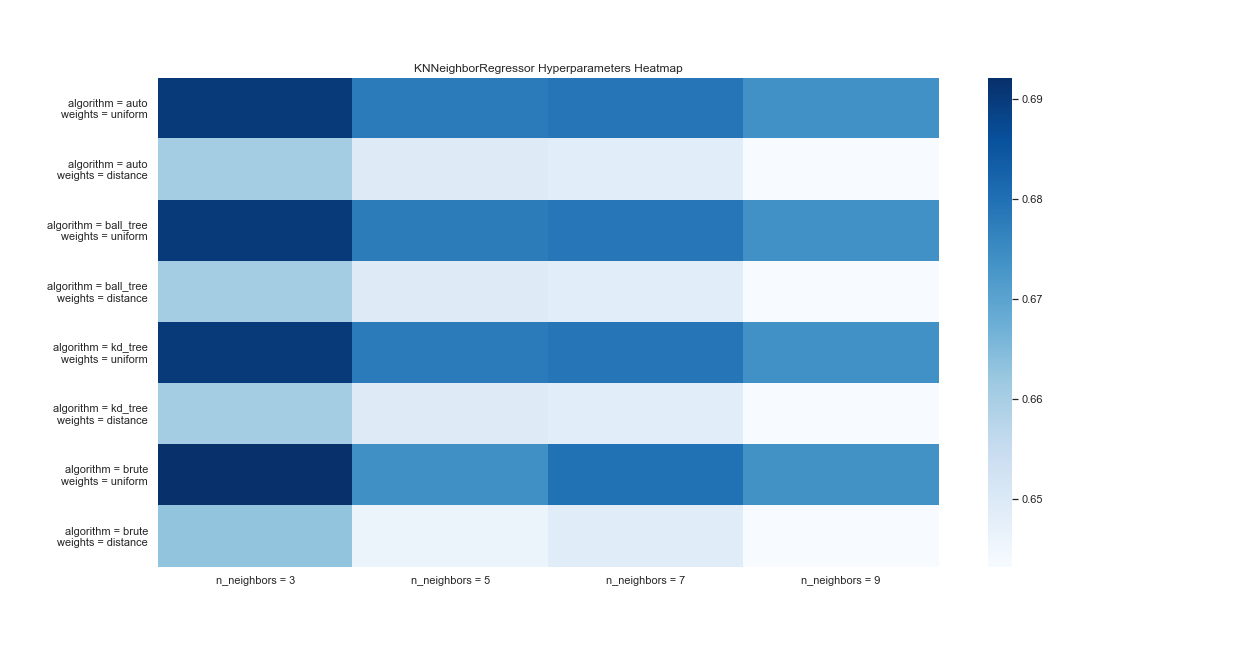 KNNeighborRegressor Hyperparameters Heatmap
algorithm = auto
weights = uniform
algorithm = auto
weights = distance
algorithm = ball_tree
weights = uniform
algorithm = ball_tree
weights = distance
algorithm = kd_tree
weights = uniform
algorithm = kd_tree
weights = distance
algorithm = brute
weights = uniform
algorithm = brute
weights = distance
n_neighbors = 3
n_neighbors = 5
n_neighbors = 7
n_neighbors = 9
0.69
0.68
0.67
0.66
0.65